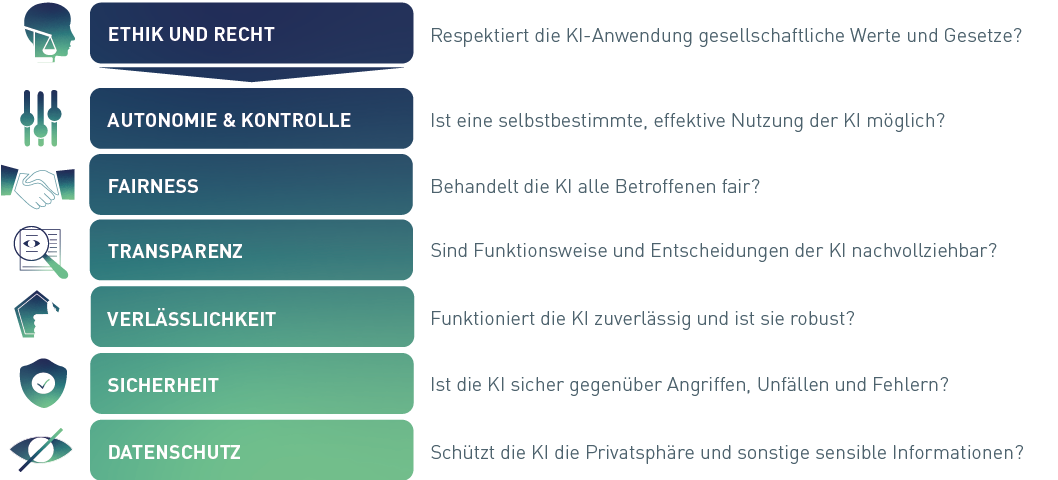 ETHIK UND RECHT
Respektiert die KI-Anwendung gesellschaftliche Werte und Gesetze?
AUTONOMIE & KONTROLLE
Ist eine selbstbestimmte, effektive Nutzung der KI möglich?
FAIRNESS
Behandelt die KI alle Betroffenen fair?
TRANSPARENZ
Sind Funktionsweise und Entscheidungen der KI nachvollziehbar?
VERLÄSSLICHKEIT
Funktioniert die KI zuverlässig und ist sie robust?
SICHERHEIT
Ist die KI sicher gegenüber Angriffen, Unfällen und Fehlern?
DATENSCHUTZ
Schützt die KI die Privatsphäre und sonstige sensible Informationen?